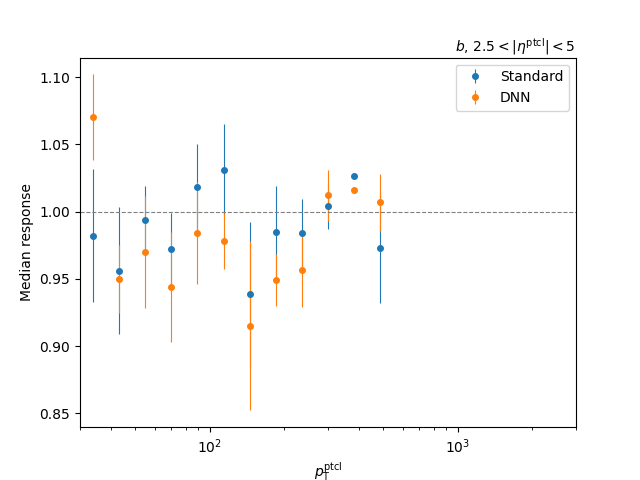 b, 2.5 < |η^ptcl| < 5
Standard
DNN
1.10
1.05
1.00
0.95
0.90
0.85
Median response
10^2
10^3
p_T^ptcl